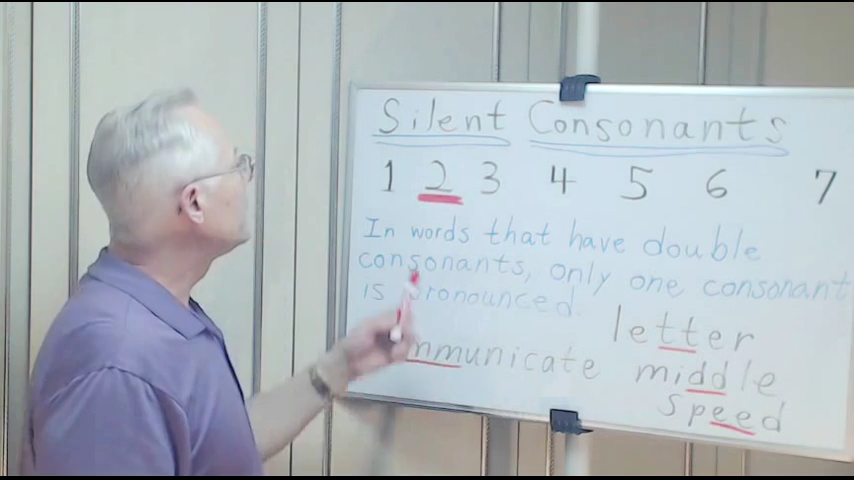 Silent Consonants
1 2 3 4 5 6 7
In words that have double
consonants, only one consonant
is pronounced.
letter
mmunicate
middle
speed